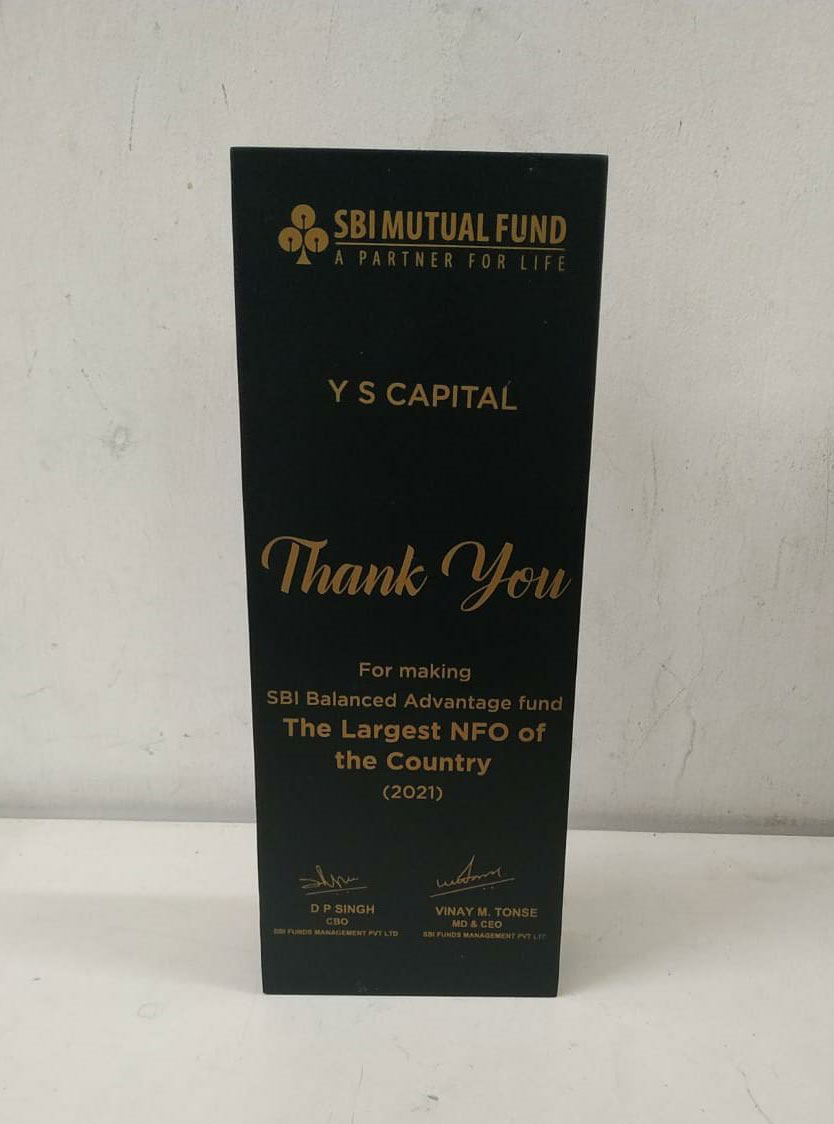 SBI MUTUAL FUND
A PARTNER FOR LIFE
Y S CAPITAL
Thank You
For making
SBI Balanced Advantage fund
The Largest NFO of
the Country
(2021)
D P SINGH
CBO
SBI FUNDS MANAGEMENT PVT LTD
VINAY M. TONSE
MD & CEO
SBI FUNDS MANAGEMENT PVT LTD